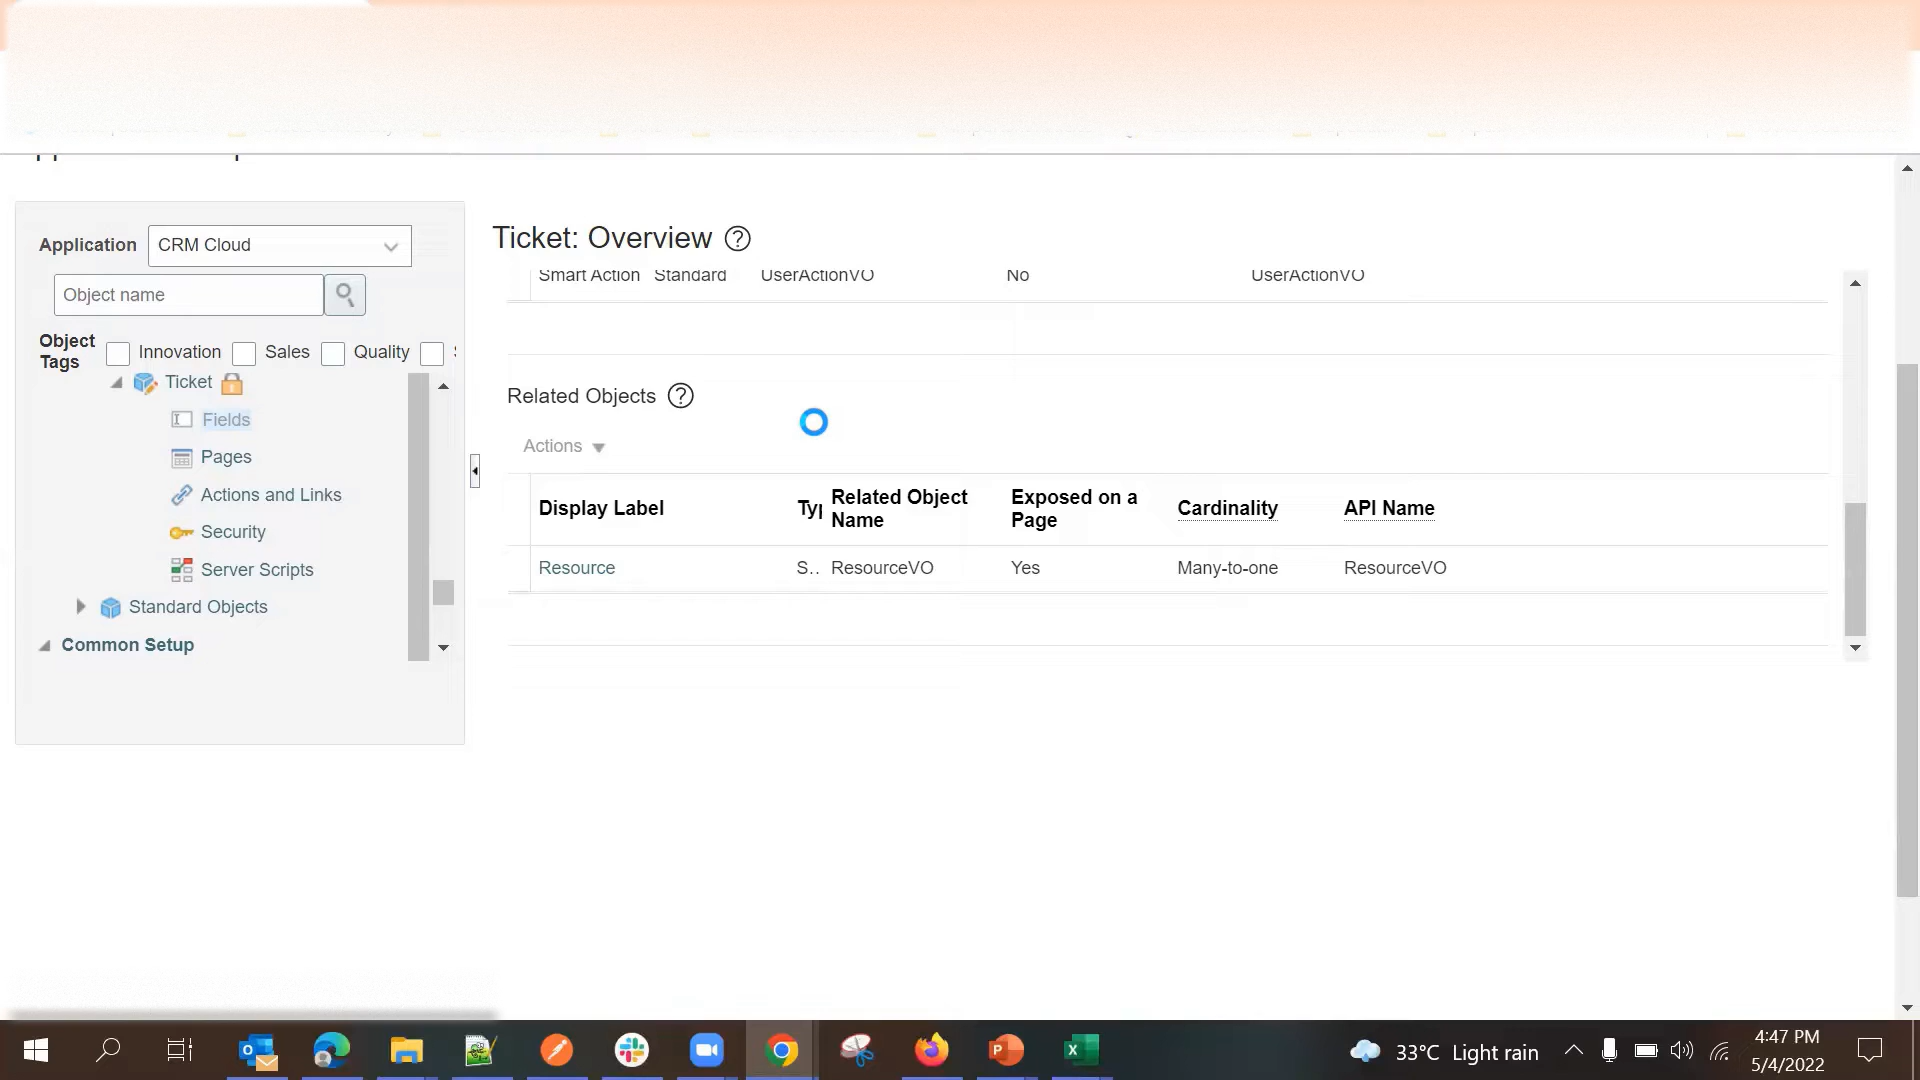 Application CRM Cloud
Object name
Object Tags Innovation Sales Quality
Ticket
Fields
Pages
Actions and Links
Security
Server Scripts
Standard Objects
Common Setup
Ticket: Overview ?
Smart Action Standard UserActionVO No UserActionVO
Related Objects ?
Actions
Display Label Related Object Name Exposed on a Page Cardinality API Name
Resource S.. ResourceVO Yes Many-to-one ResourceVO
33°C Light rain
4:47 PM
5/4/2022